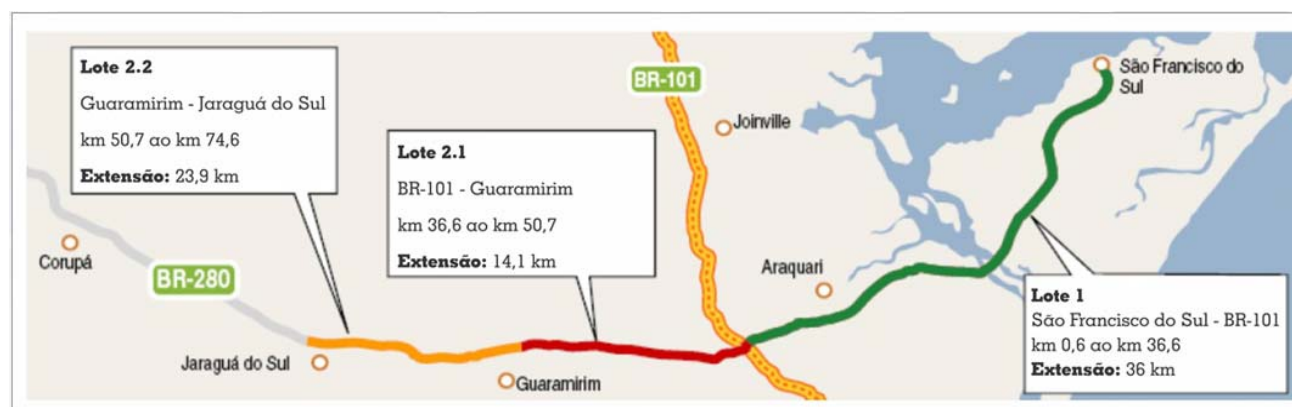 Lote 2.2
Guaramirim - Jaraguá do Sul
km 50,7 ao km 74,6
Extensão: 23,9 km
Lote 2.1
BR-101 - Guaramirim
km 36,6 ao km 50,7
Extensão: 14,1 km
BR-101
Joinville
São Francisco do
Sul
Corupá
BR-280
Araquari
Lote 1
São Francisco do Sul - BR-101
km 0,6 ao km 36,6
Extensão: 36 km
Jaraguá do Sul
Guaramirim